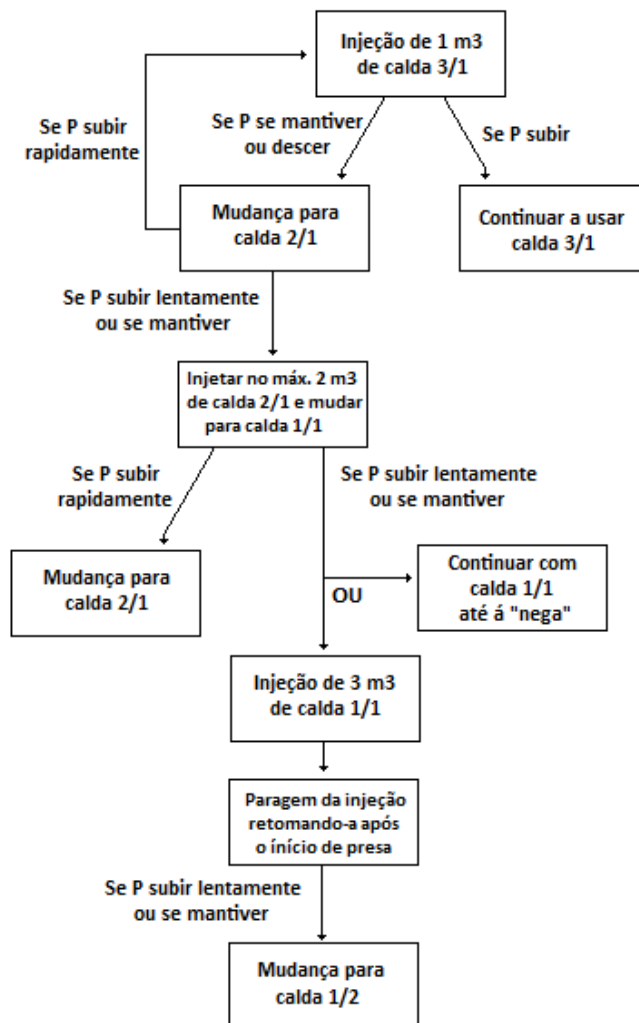 Injeção de 1 m3
de calda 3/1
Se P subir
rapidamente
Se P se mantiver
ou descer
Se P subir
Mudança para
calda 2/1
Continuar a usar
calda 3/1
Se P subir lentamente
ou se mantiver
Injetar no máx. 2 m3
de calda 2/1 e mudar
para calda 1/1
Se P subir
rapidamente
Se P subir lentamente
ou se mantiver
Mudança para
calda 2/1
Continuar com
calda 1/1
até á "nega"
OU
Injeção de 3 m3
de calda 1/1
Paragem da injeção
retomando-a após
o ínício de presa
Se P subir lentamente
ou se mantiver
Mudança para
calda 1/2